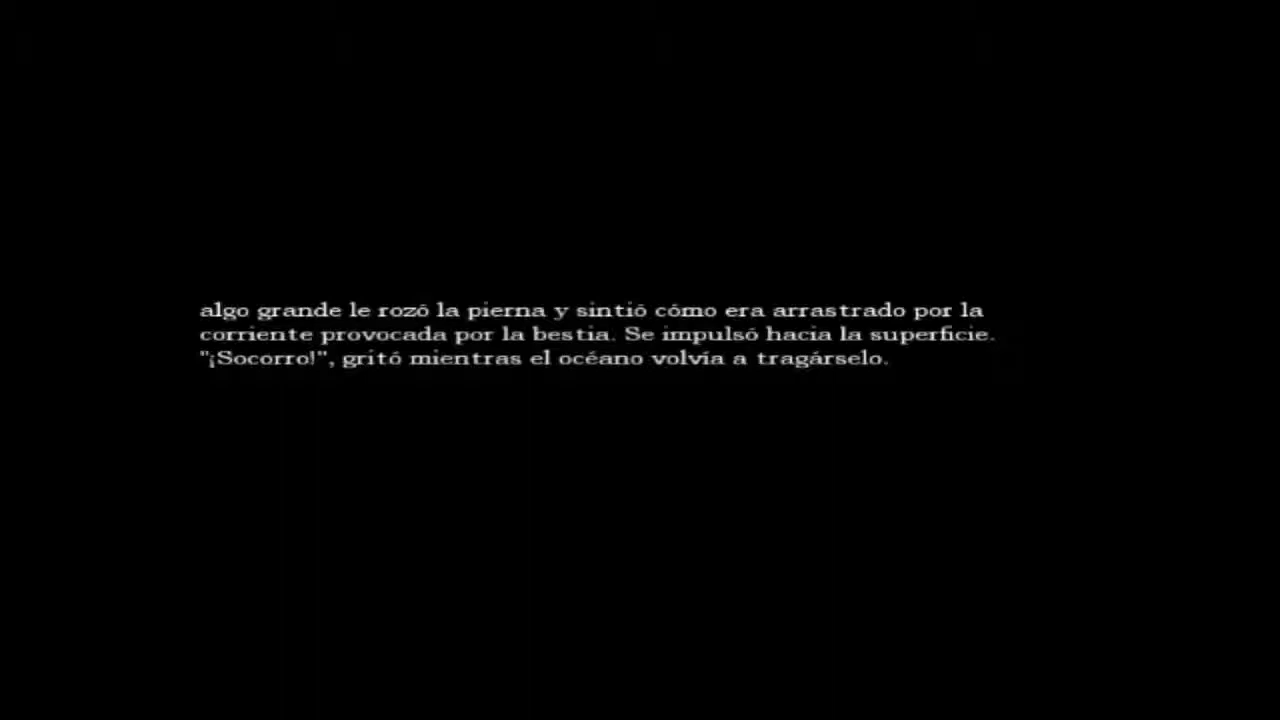 algo grande le rozó la pierna y sintió cómo era arrastrado por la
corriente provocada por la bestia. Se impulsó hacia la superficie.
"¡Socorro!", gritó mientras el océano volvía a tragárselo.